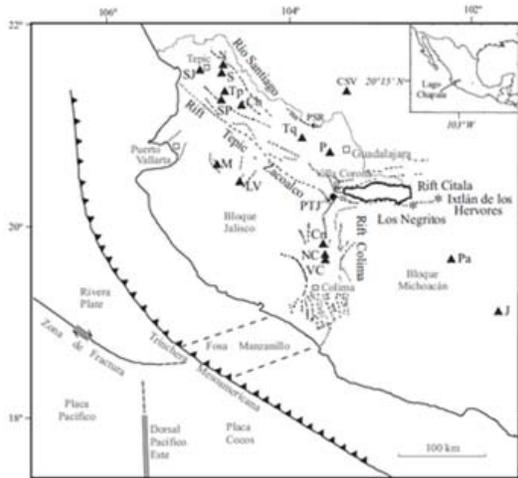 106°
104°
102°
22°
Tepic
SJ
S
Tp
Cb
SP
Río Santiago
CSV
20°15' N
Lago
Chapala
103°W
PSR
Tq
P
Guadalajara
Rift
Tepic
Zacoalco
Puerto
Vallarta
M
LV
Villa Corona
Rift Citala
PTJ
Ixtlán de los
Hervores
Los Negritos
Bloque
Jalisco
20°
Rift Colima
Cn
NC
VC
Colima
Bloque
Michoacán
Pa
J
Rivera
Plate
Zona de Fractura
Trinchera Mesoamericana
Fosa Manzanillo
Placa
Pacífico
18°
Dorsal
Pacífico
Este
Placa
Cocos
100 km